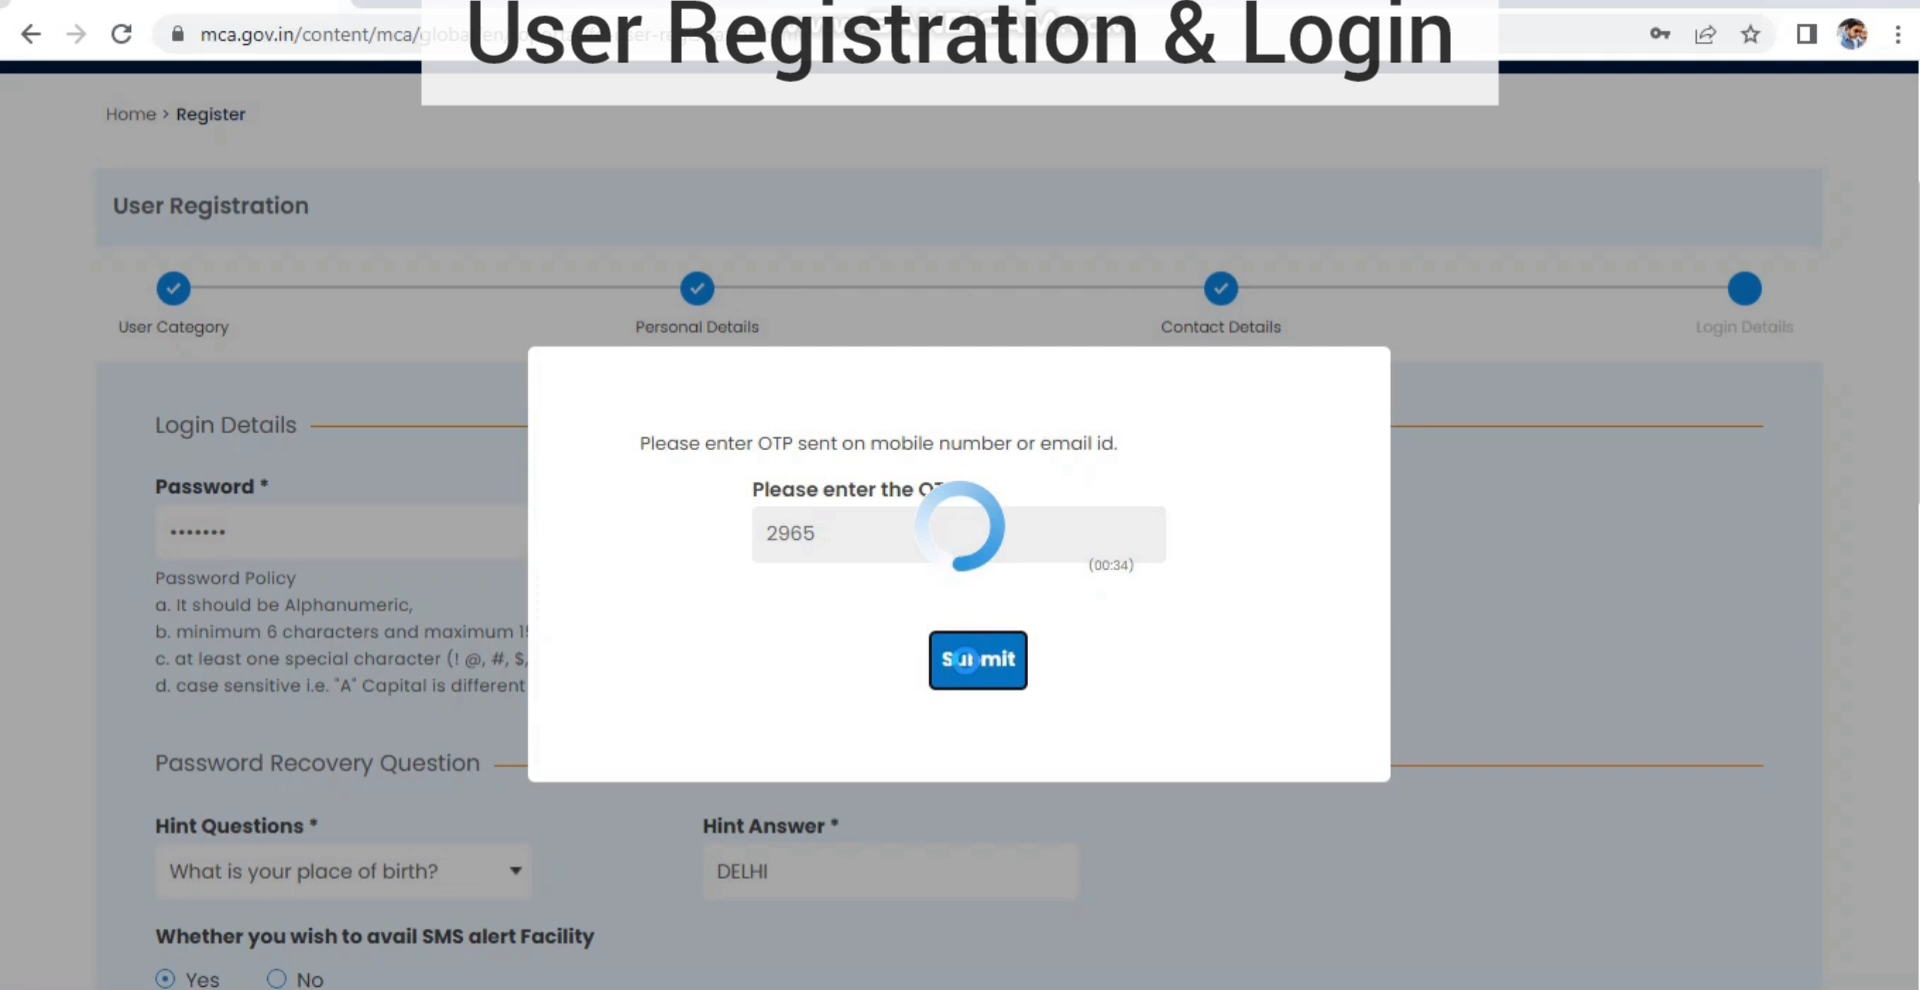 User Registration & Login
mca.gov.in/content/mca/
Home > Register
User Registration
User Category
Personal Details
Contact Details
Login Details
Login Details
Please enter OTP sent on mobile number or email id.
Password *
Please enter the
2965
•••••••
(00:34)
Password Policy
a. It should be Alphanumeric,
b. minimum 6 characters and maximum
c. at least one special character (! @, #, $,
d. case sensitive i.e. "A" Capital is different
Submit
Password Recovery Question
Hint Questions *
Hint Answer *
What is your place of birth?
DELHI
Whether you wish to avail SMS alert Facility
Yes
No